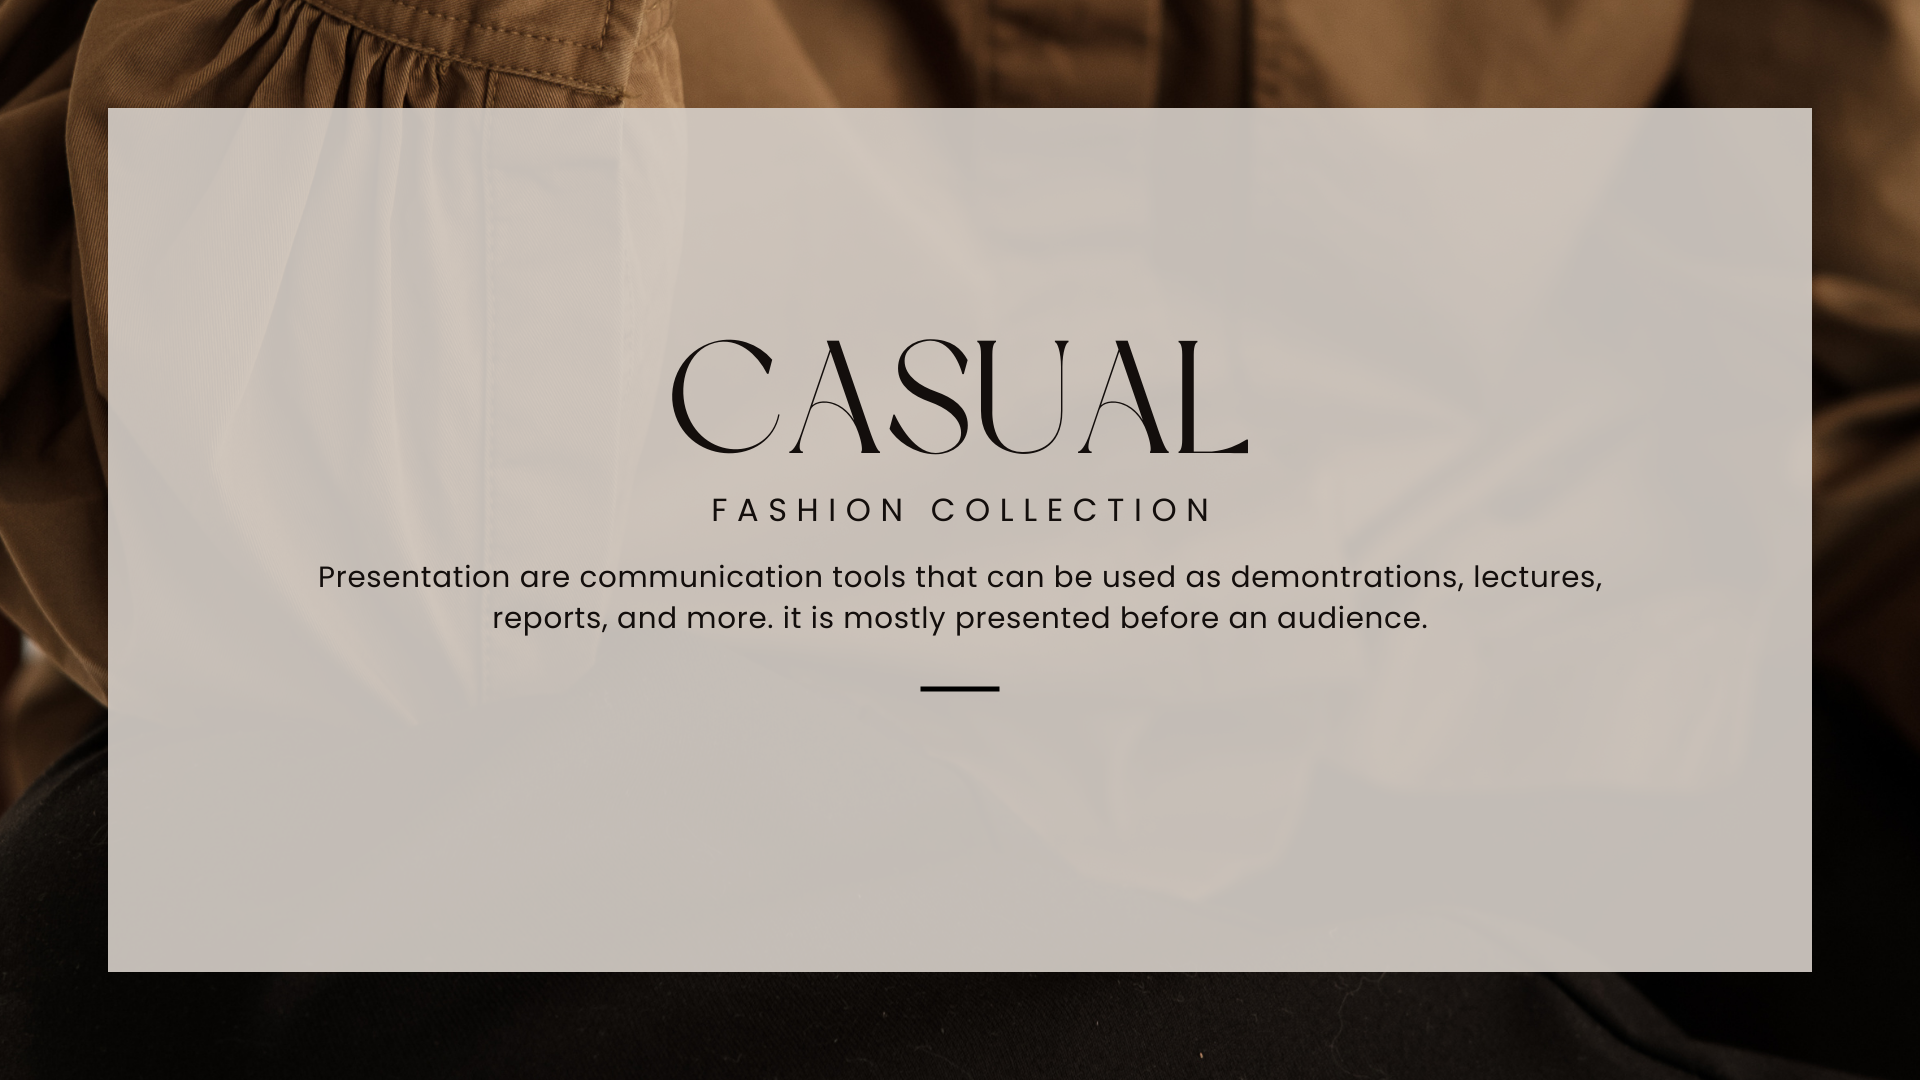 CASUAL
FASHION COLLECTION
Presentation are communication tools that can be used as demontrations, lectures,
reports, and more. it is mostly presented before an audience.